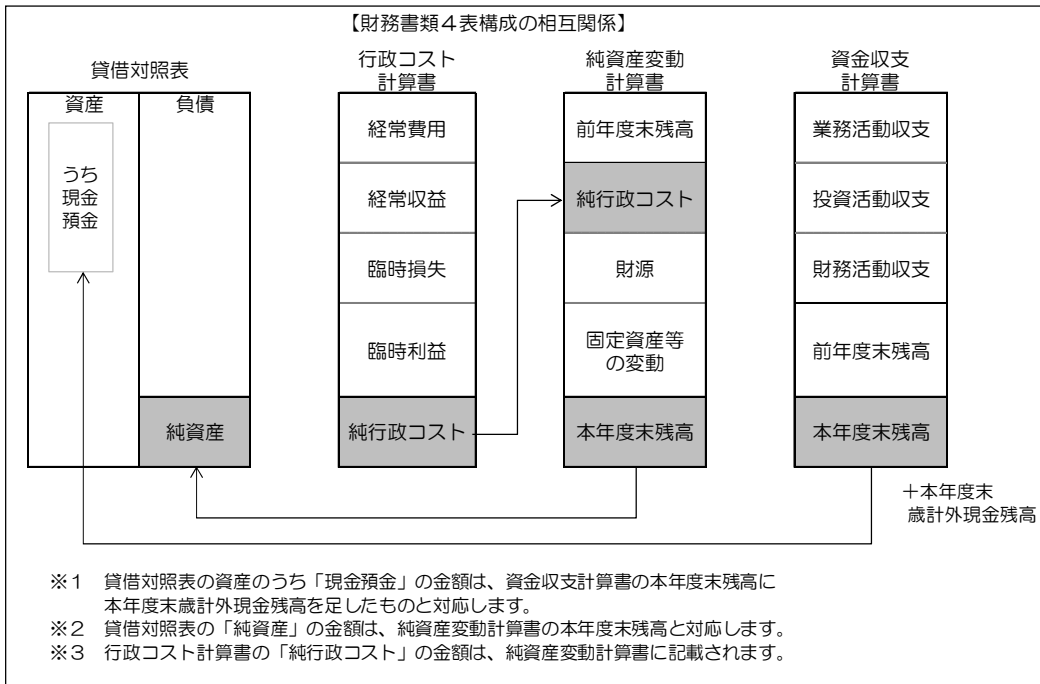 【財務書類４表構成の相互関係】
貸借対照表
行政コスト
計算書
純資産変動
計算書
資金収支
計算書
資産
負債
うち
現金
預金
純資産
経常費用
経常収益
臨時損失
臨時利益
純行政コスト
前年度末残高
純行政コスト
財源
固定資産等
の変動
本年度末残高
業務活動収支
投資活動収支
財務活動収支
前年度末残高
本年度末残高
＋本年度末
歳計外現金残高
※１　貸借対照表の資産のうち「現金預金」の金額は、資金収支計算書の本年度末残高に
本年度末歳計外現金残高を足したものと対応します。
※２　貸借対照表の「純資産」の金額は、純資産変動計算書の本年度末残高と対応します。
※３　行政コスト計算書の「純行政コスト」の金額は、純資産変動計算書に記載されます。